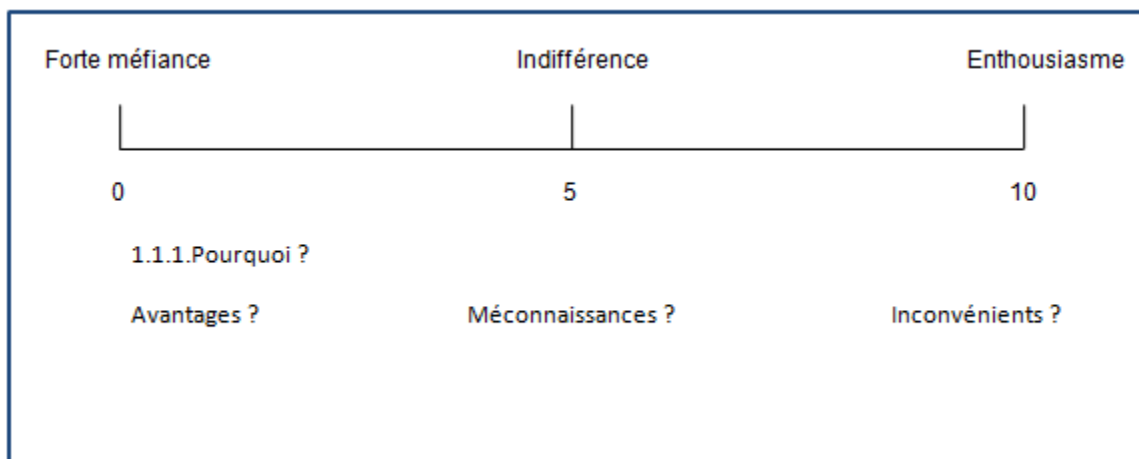 Forte méfiance Indifférence Enthousiasme
0 5 10
1.1.1.Pourquoi ?
Avantages ? Méconnaissances ? Inconvénients ?